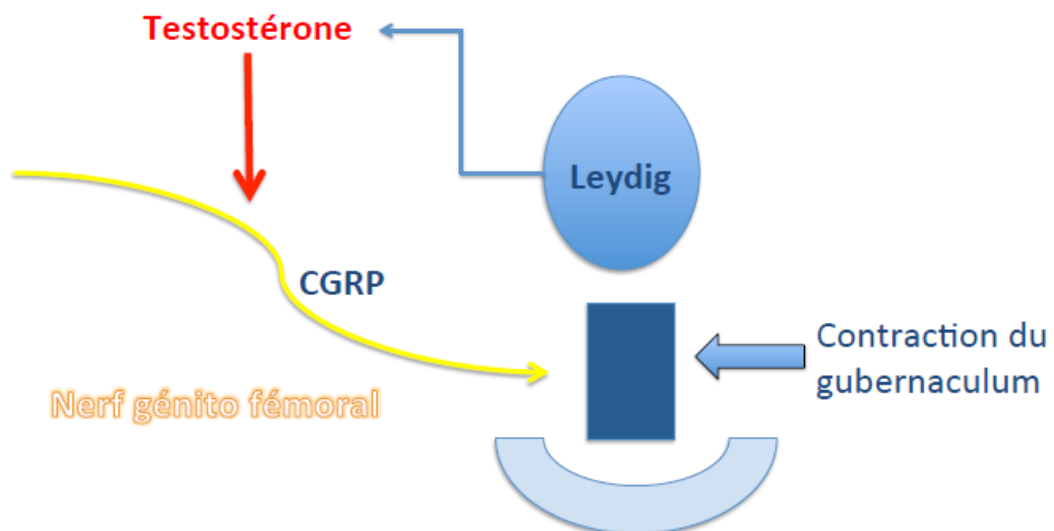 Testostérone
Leydig
CGRP
Contraction du
gubernaculum
Nerf génito fémoral